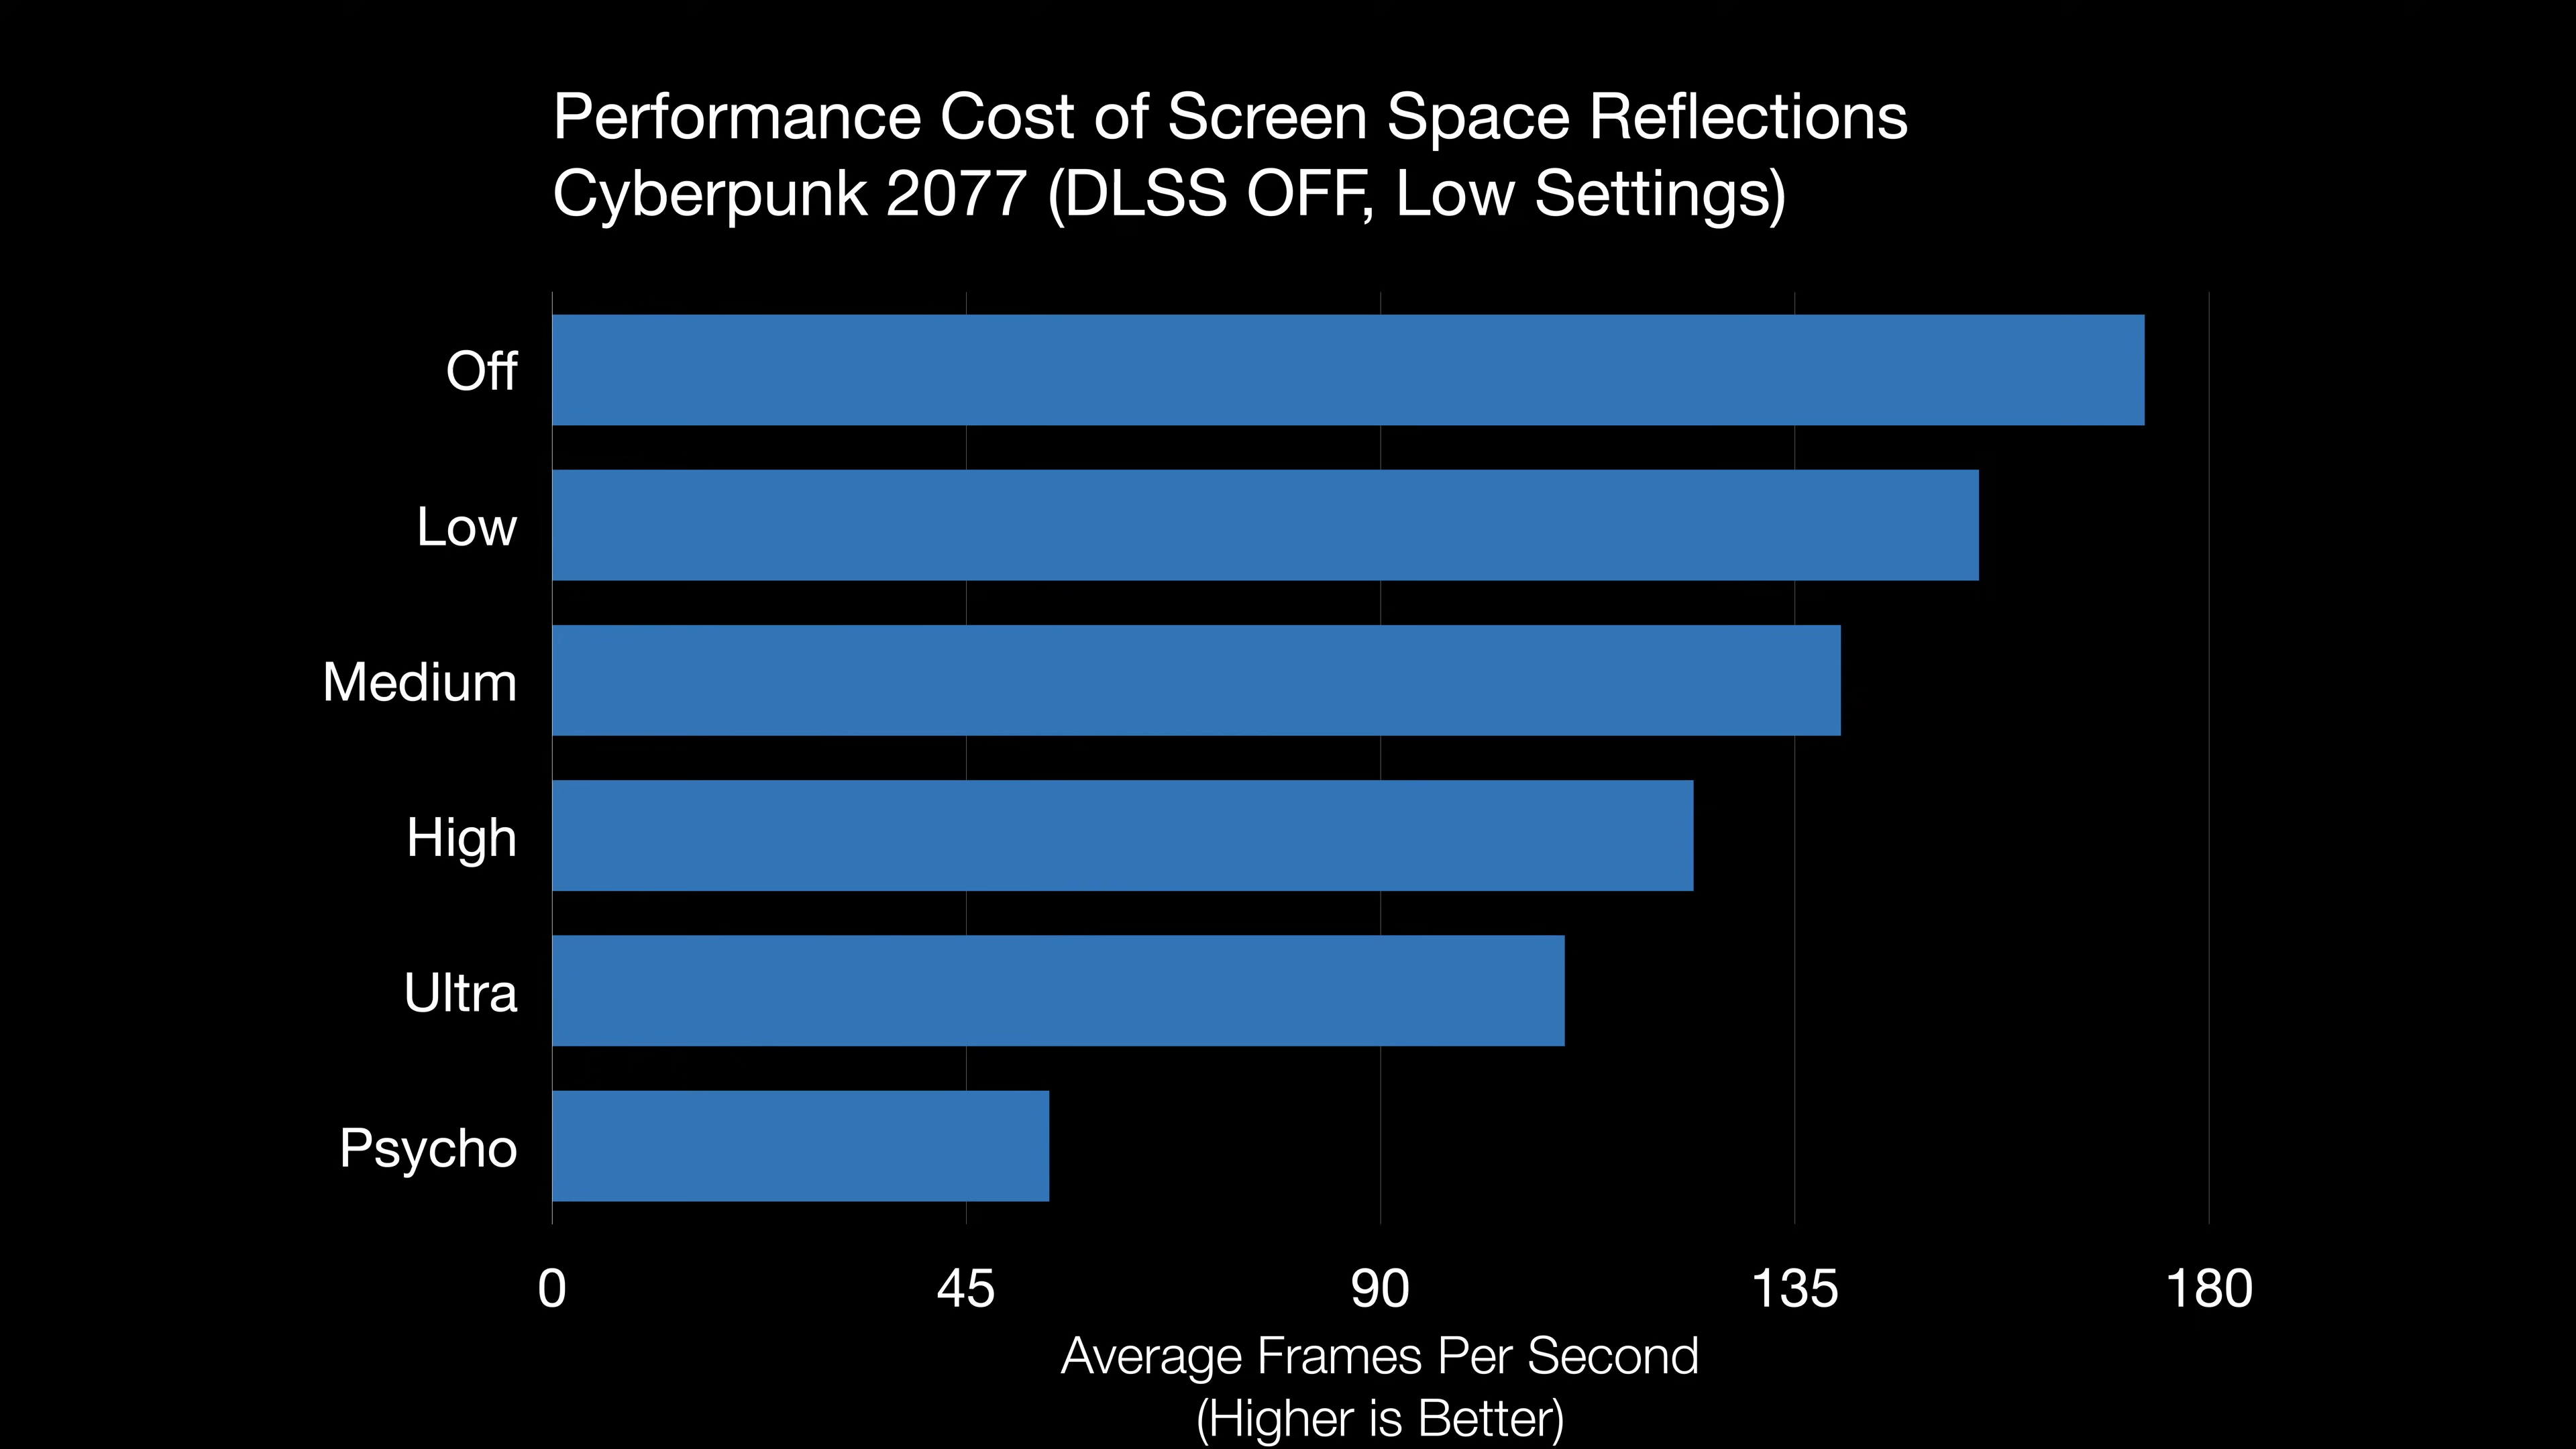 Performance Cost of Screen Space Reflections
Cyberpunk 2077 (DLSS OFF, Low Settings)
Off
Low
Medium
High
Ultra
Psycho
0 45 90 135 180
Average Frames Per Second
(Higher is Better)